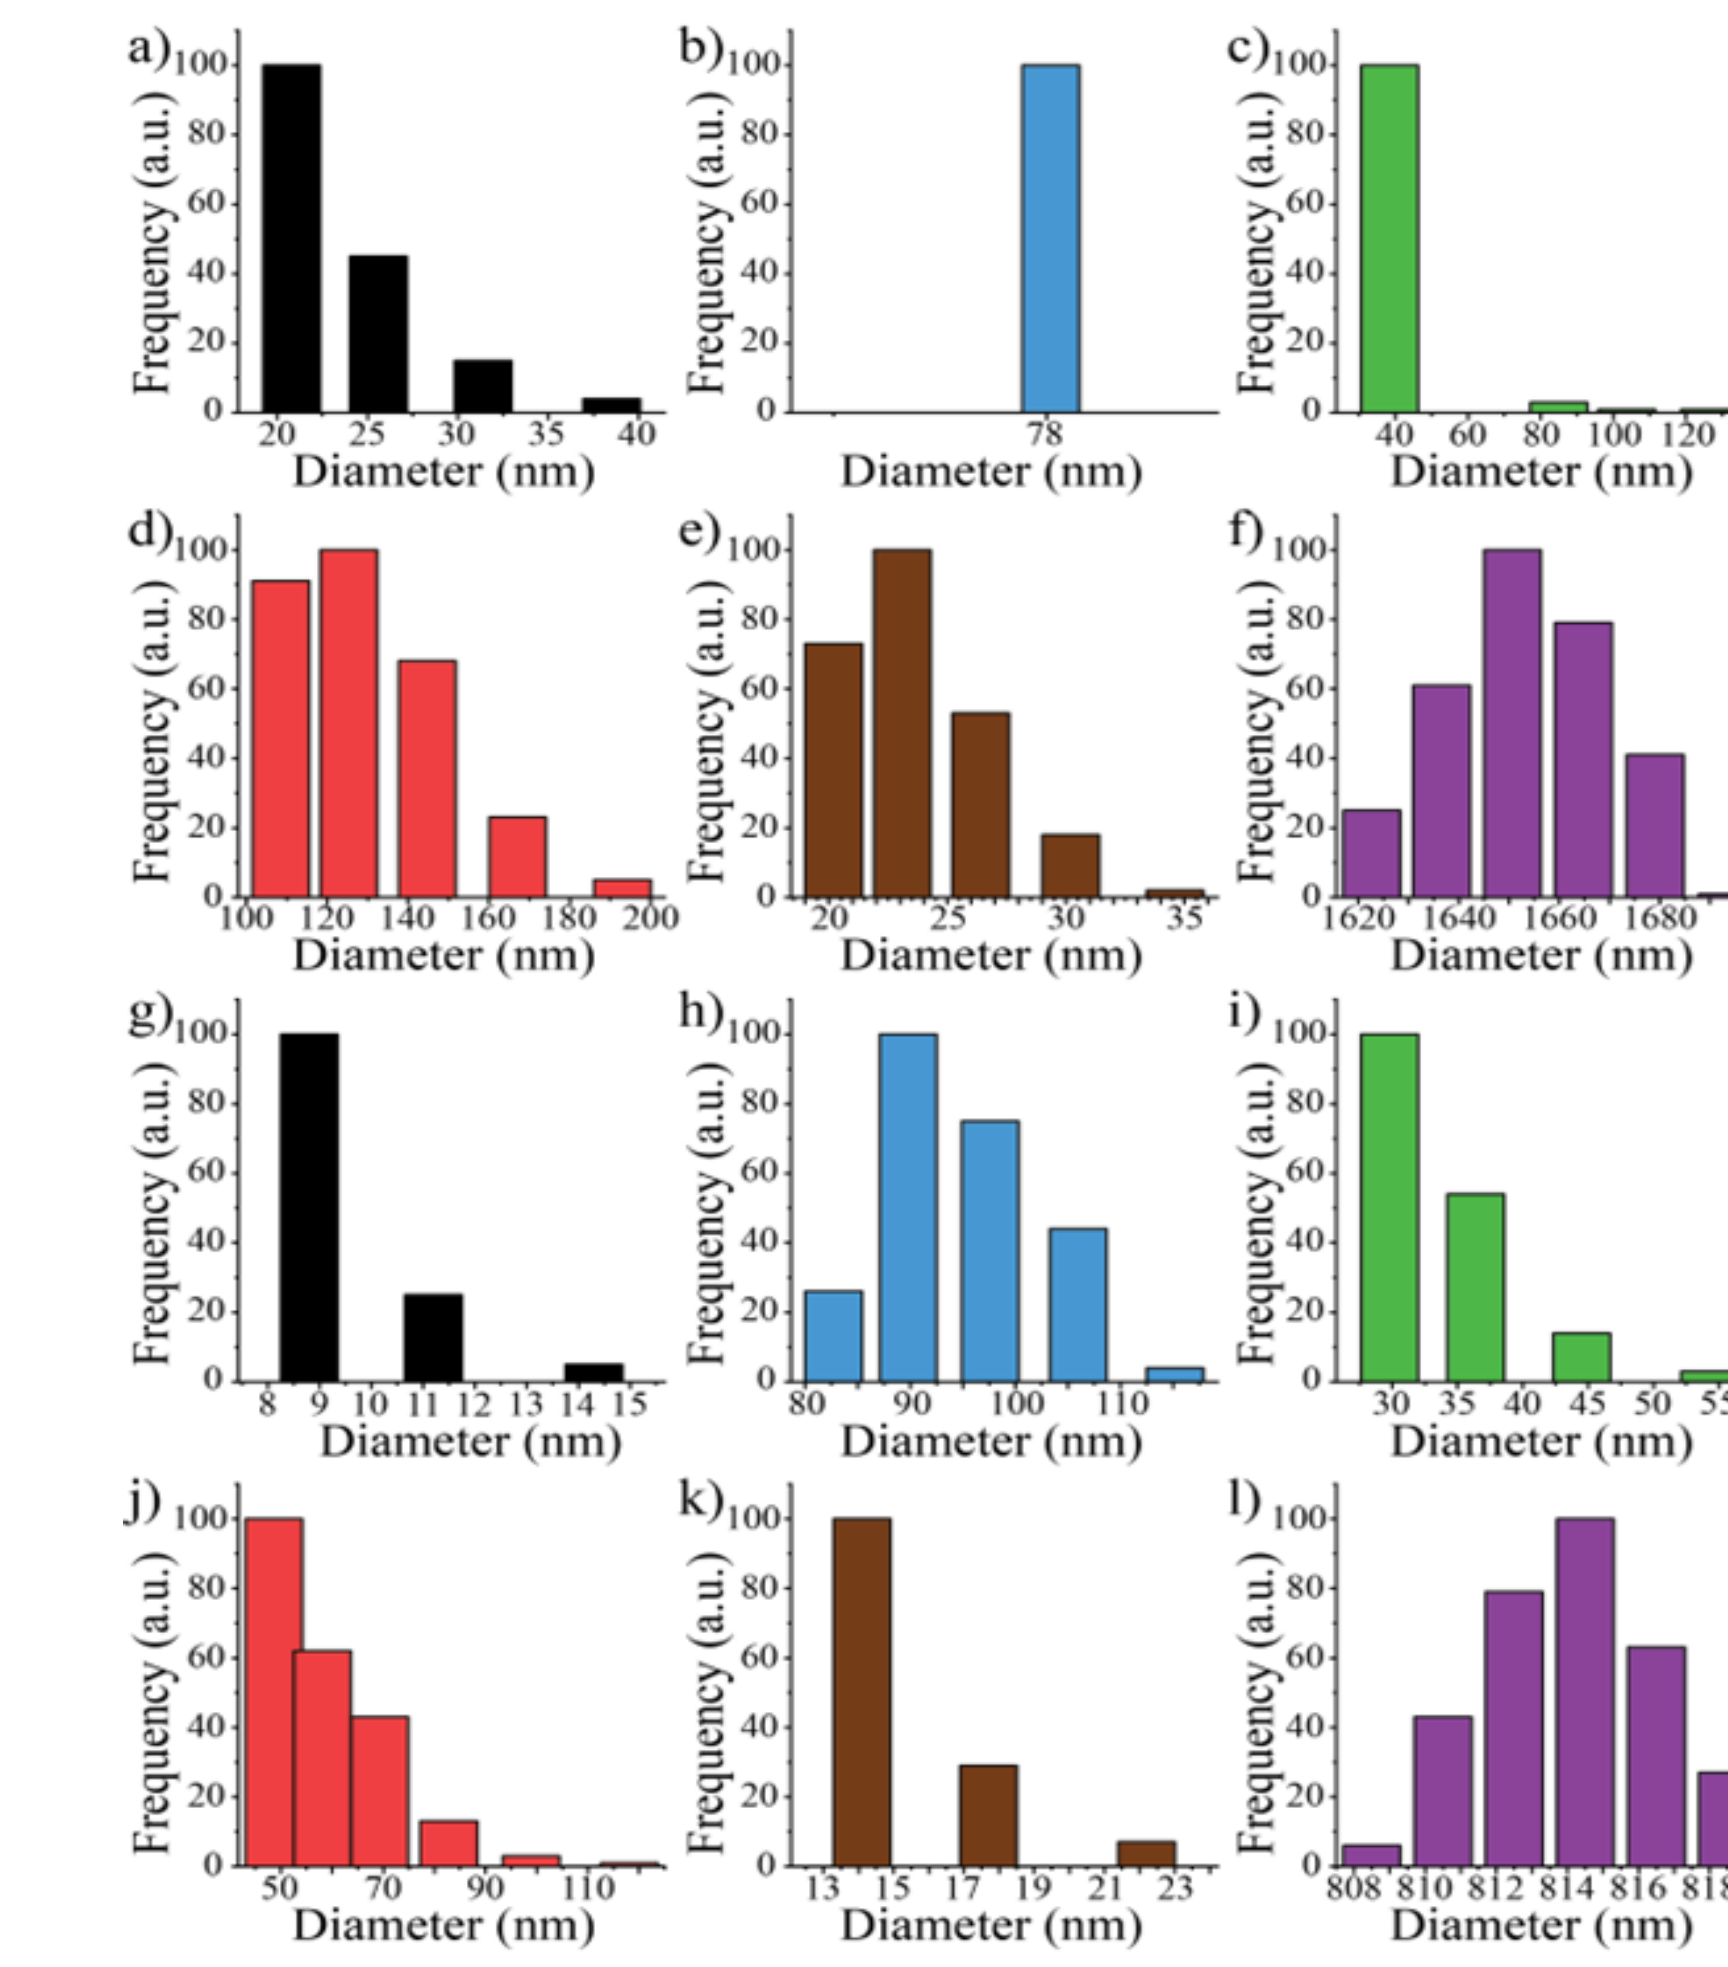 a) b) c)
100 80 60 40 20 0
Frequency (a.u.)
20 25 30 35 40
Diameter (nm)
100 80 60 40 20 0
Frequency (a.u.)
78
Diameter (nm)
100 80 60 40 20 0
Frequency (a.u.)
40 60 80 100 120
Diameter (nm)
d) e) f)
100 80 60 40 20 0
Frequency (a.u.)
100 120 140 160 180 200
Diameter (nm)
100 80 60 40 20 0
Frequency (a.u.)
20 25 30 35
Diameter (nm)
100 80 60 40 20 0
Frequency (a.u.)
1620 1640 1660 1680
Diameter (nm)
g) h) i)
100 80 60 40 20 0
Frequency (a.u.)
8 9 10 11 12 13 14 15
Diameter (nm)
100 80 60 40 20 0
Frequency (a.u.)
80 90 100 110
Diameter (nm)
100 80 60 40 20 0
Frequency (a.u.)
30 35 40 45 50 55
Diameter (nm)
j) k) l)
100 80 60 40 20 0
Frequency (a.u.)
50 70 90 110
Diameter (nm)
100 80 60 40 20 0
Frequency (a.u.)
13 15 17 19 21 23
Diameter (nm)
100 80 60 40 20 0
Frequency (a.u.)
808 810 812 814 816 818
Diameter (nm)